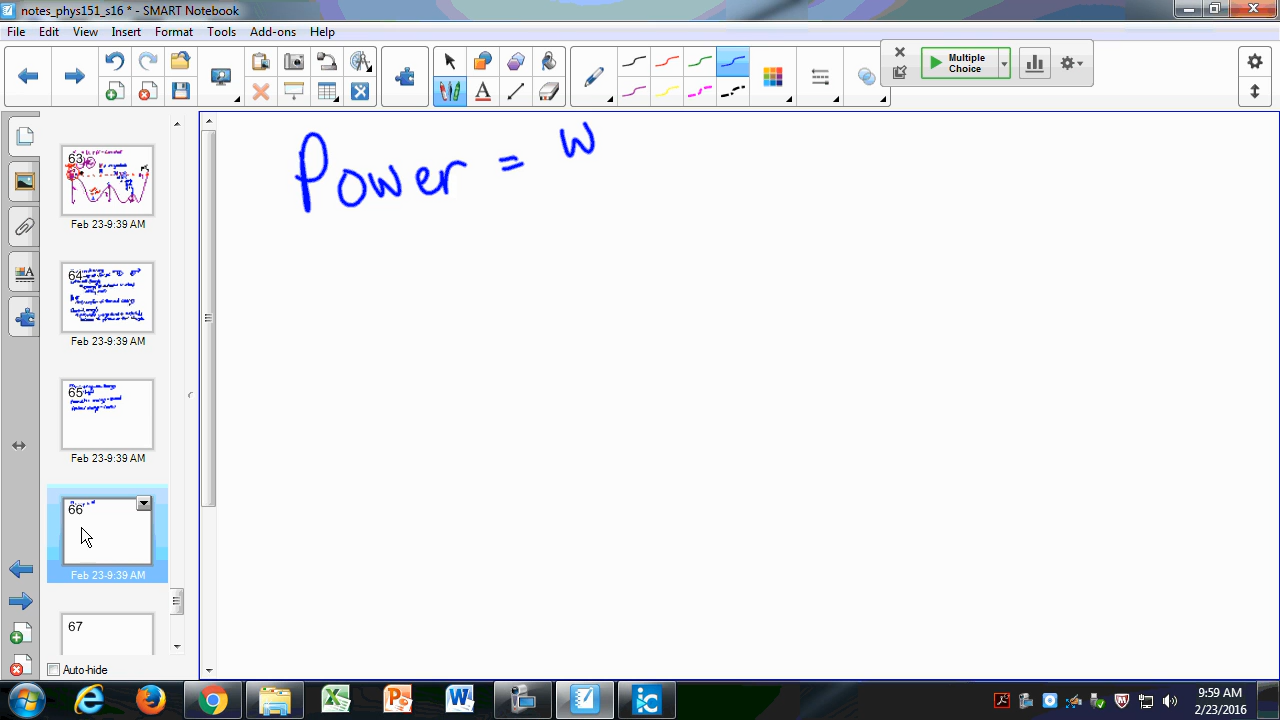 notes_phys151_s16 * - SMART Notebook
File Edit View Insert Format Tools Add-ons Help
Multiple
Choice
Power = W
63
Feb 23-9:39 AM
64
Feb 23-9:39 AM
65
Feb 23-9:39 AM
66
Feb 23-9:39 AM
67
Auto-hide
9:59 AM
2/23/2016